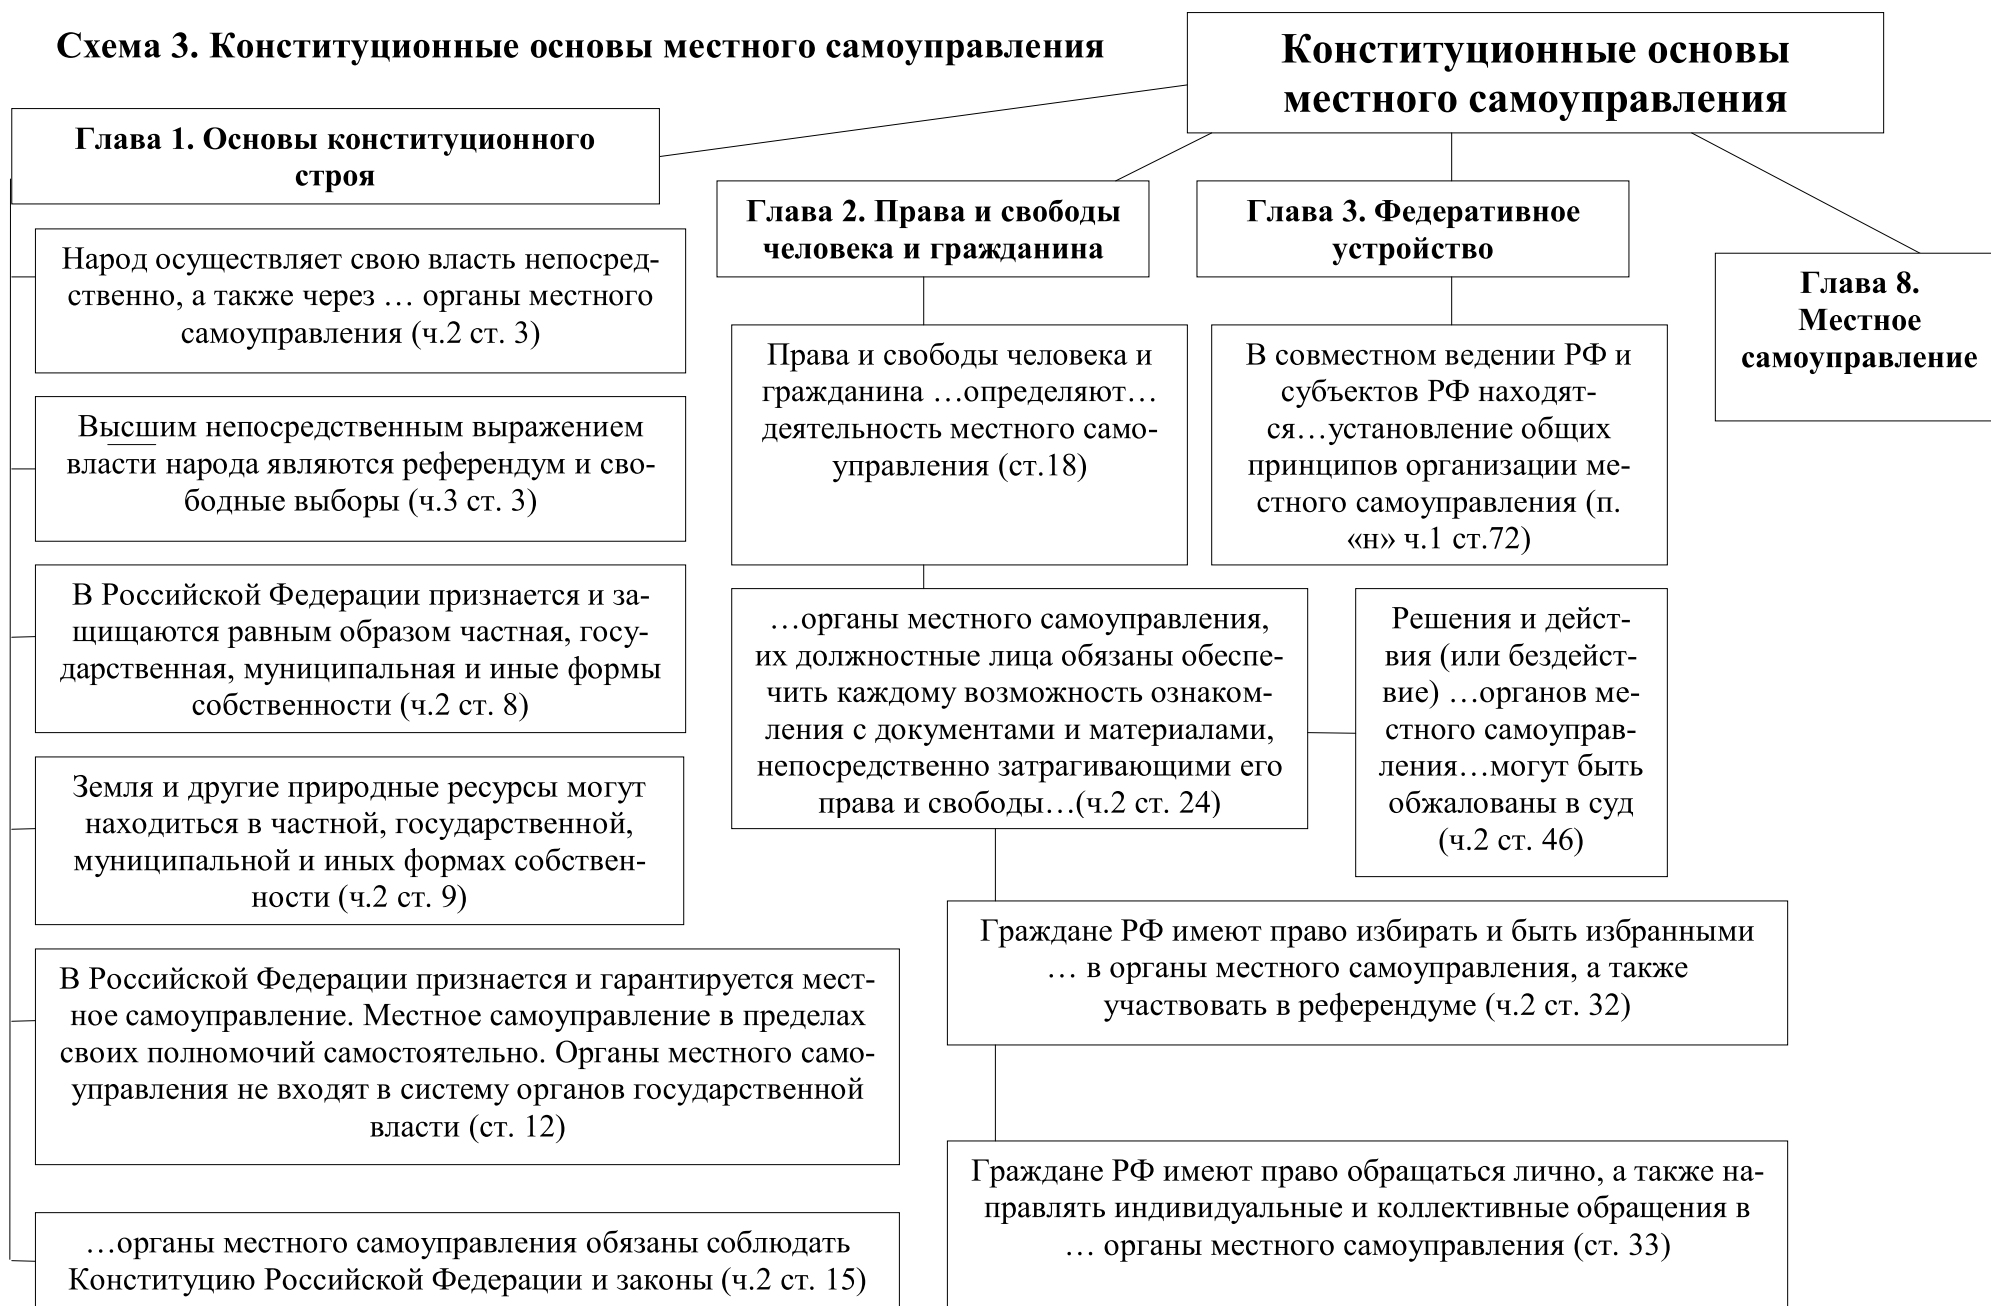 Схема 3. Конституционные основы местного самоуправления
Конституционные основы
местного самоуправления
Глава 1. Основы конституционного
строя
Народ осуществляет свою власть непосред-
ственно, а также через … органы местного
самоуправления (ч.2 ст. 3)
Высшим непосредственным выражением
власти народа являются референдум и сво-
бодные выборы (ч.3 ст. 3)
В Российской Федерации признается и за-
щищаются равным образом частная, госу-
дарственная, муниципальная и иные формы
собственности (ч.2 ст. 8)
Земля и другие природные ресурсы могут
находиться в частной, государственной,
муниципальной и иных формах собствен-
ности (ч.2 ст. 9)
В Российской Федерации признается и гарантируется мест-
ное самоуправление. Местное самоуправление в пределах
своих полномочий самостоятельно. Органы местного само-
управления не входят в систему органов государственной
власти (ст. 12)
…органы местного самоуправления обязаны соблюдать
Конституцию Российской Федерации и законы (ч.2 ст. 15)
Глава 2. Права и свободы
человека и гражданина
Права и свободы человека и
гражданина …определяют…
деятельность местного само-
управления (ст.18)
…органы местного самоуправления,
их должностные лица обязаны обеспе-
чить каждому возможность ознаком-
ления с документами и материалами,
непосредственно затрагивающими его
права и свободы…(ч.2 ст. 24)
Решения и дейст-
вия (или бездейст-
вие) …органов ме-
стного самоуправ-
ления…могут быть
обжалованы в суд
(ч.2 ст. 46)
Граждане РФ имеют право избирать и быть избранными
… в органы местного самоуправления, а также
участвовать в референдуме (ч.2 ст. 32)
Граждане РФ имеют право обращаться лично, а также на-
правлять индивидуальные и коллективные обращения в
… органы местного самоуправления (ст. 33)
Глава 3. Федеративное
устройство
В совместном ведении РФ и
субъектов РФ находят-
ся…установление общих
принципов организации ме-
стного самоуправления (п.
«н» ч.1 ст.72)
Глава 8.
Местное
самоуправление